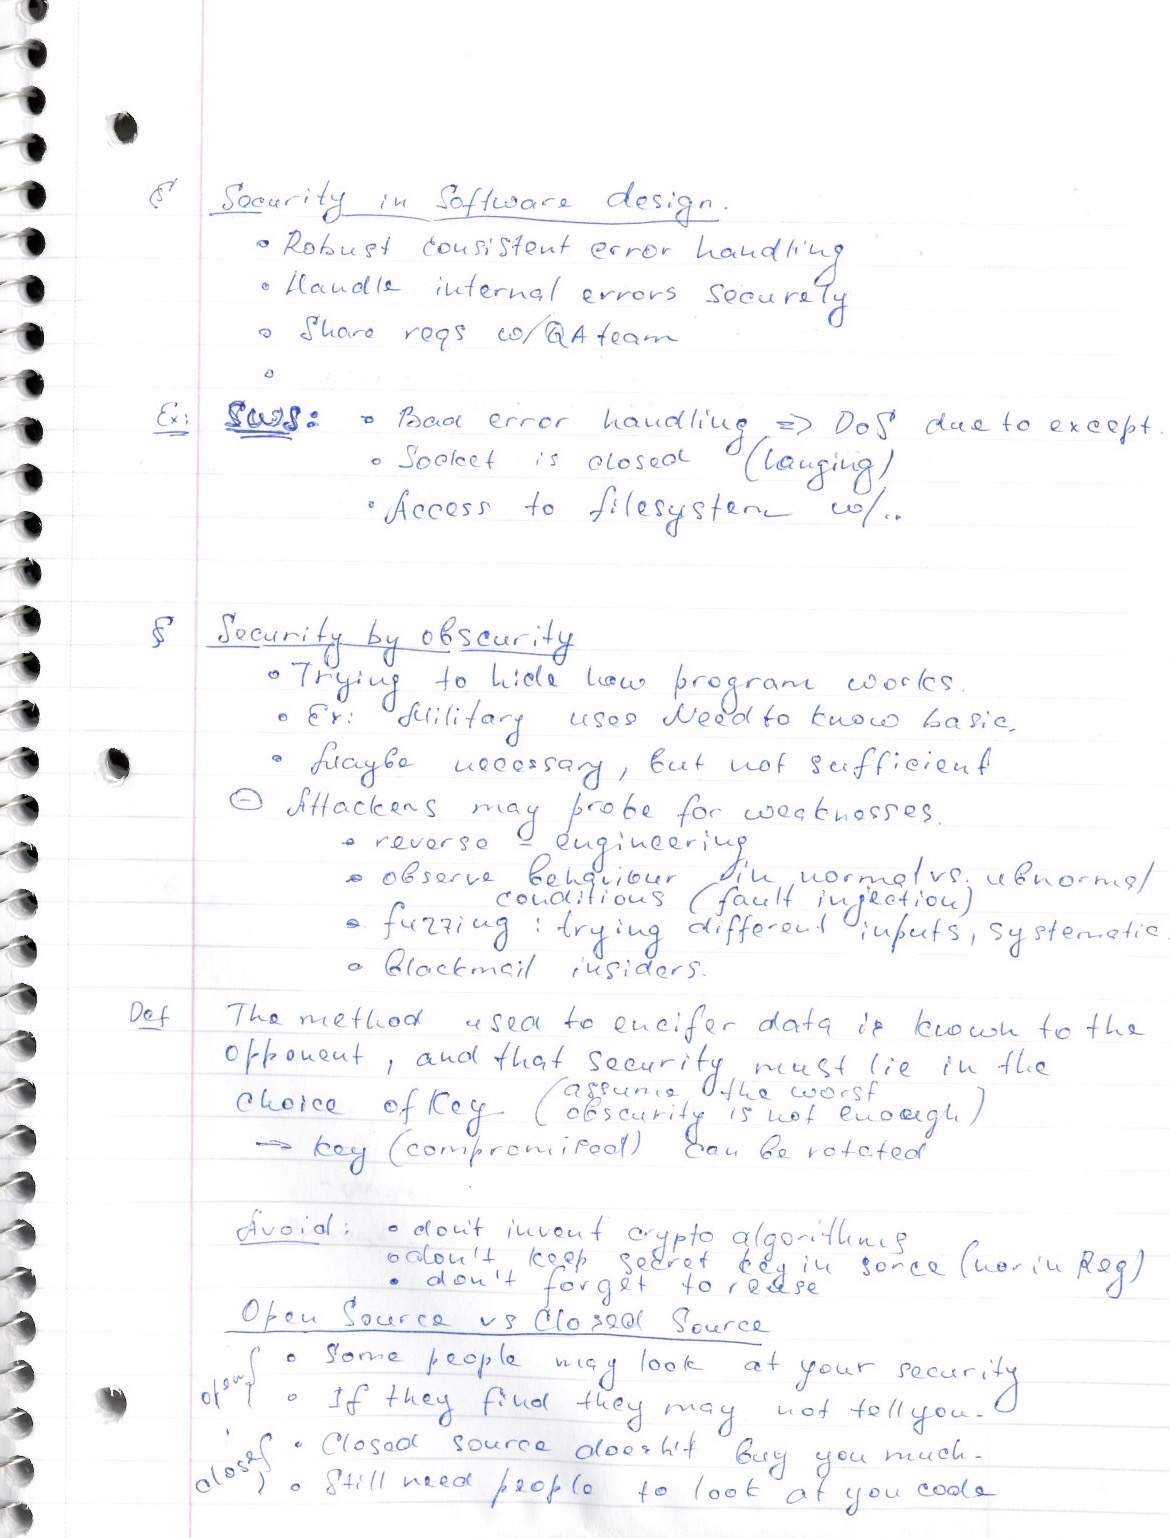 § Security in Software design.
• Robust consistent error handling
• Handle internal errors securely
• Share reqs w/QA team
•
Ex: SWS: • Bad error handling => DoS due to except.
• Socket is closed (hanging)
• Access to filesystem w/..
§ Security by obscurity
• Trying to hide how program works.
• Ex: Military uses Need to know basic.
• Maybe necessary, but not sufficient
⊖ Attackers may probe for weaknesses.
• reverse - engineering
• observe behaviour in normal vs. abnormal
conditions (fault injection)
• fuzzing : trying different inputs, systematic.
• Blackmail insiders.
Def The method used to encifer data is known to the
opponent, and that security must lie in the
choice of Key (assume the worst
obscurity is not enough)
→ key (compromised) can be rotated
Avoid: • don't invent crypto algorithms
• don't keep secret key in sorce (nor in Reg)
• don't forget to reuse
Open Source vs Closed Source
open { • Some people may look at your security
• If they find they may not tell you.
closed { • Closed source doesn't buy you much.
• Still need people to look at you code